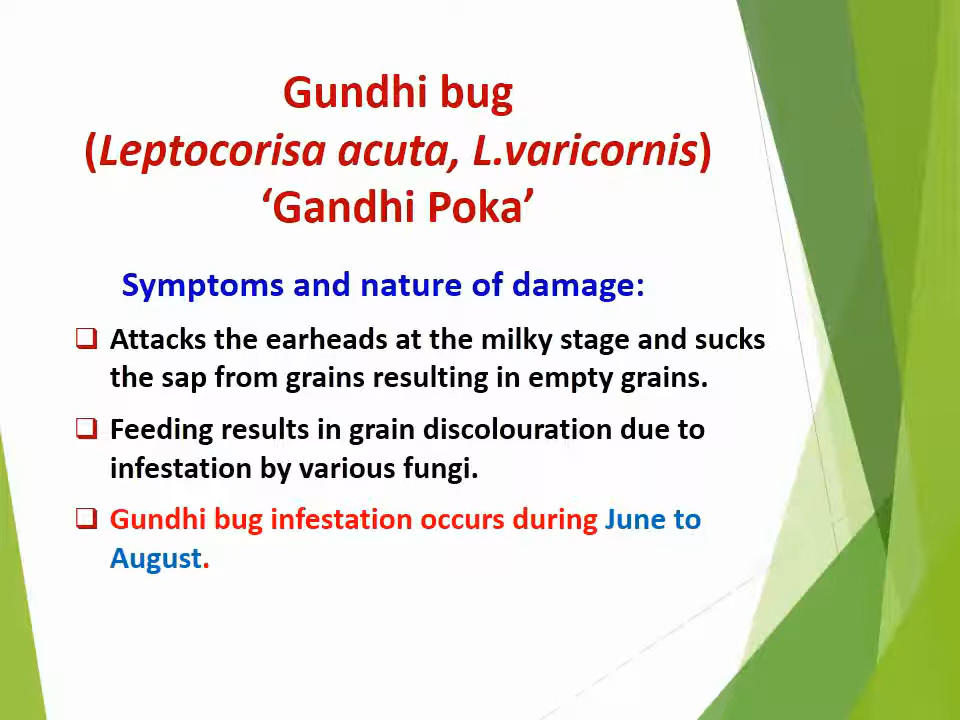 Gundhi bug
(Leptocorisa acuta, L.varicornis)
‘Gandhi Poka’
Symptoms and nature of damage:
Attacks the earheads at the milky stage and sucks
the sap from grains resulting in empty grains.
Feeding results in grain discolouration due to
infestation by various fungi.
Gundhi bug infestation occurs during June to
August.